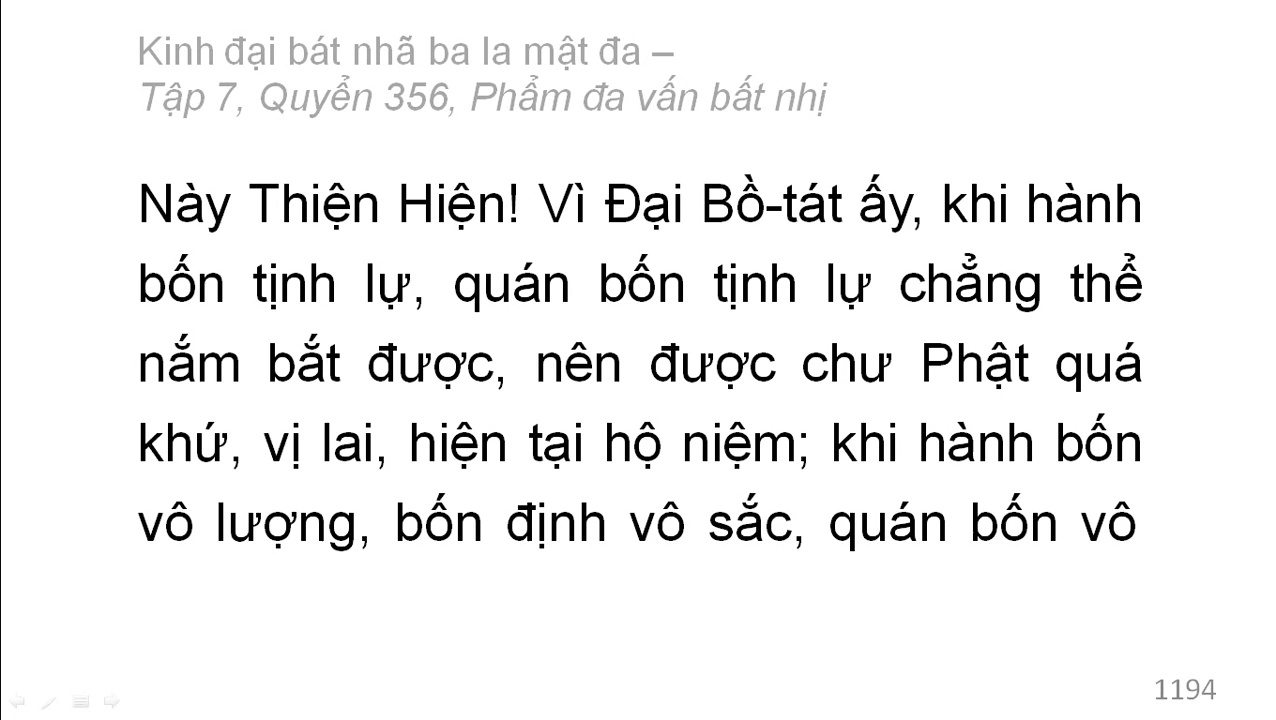 Kinh đại bát nhã ba la mật đa –
Tập 7, Quyển 356, Phẩm đa vấn bất nhị
Này Thiện Hiện! Vì Đại Bồ-tát ấy, khi hành
bốn tịnh lự, quán bốn tịnh lự chẳng thể
nắm bắt được, nên được chư Phật quá
khứ, vị lai, hiện tại hộ niệm; khi hành bốn
vô lượng, bốn định vô sắc, quán bốn vô
1194